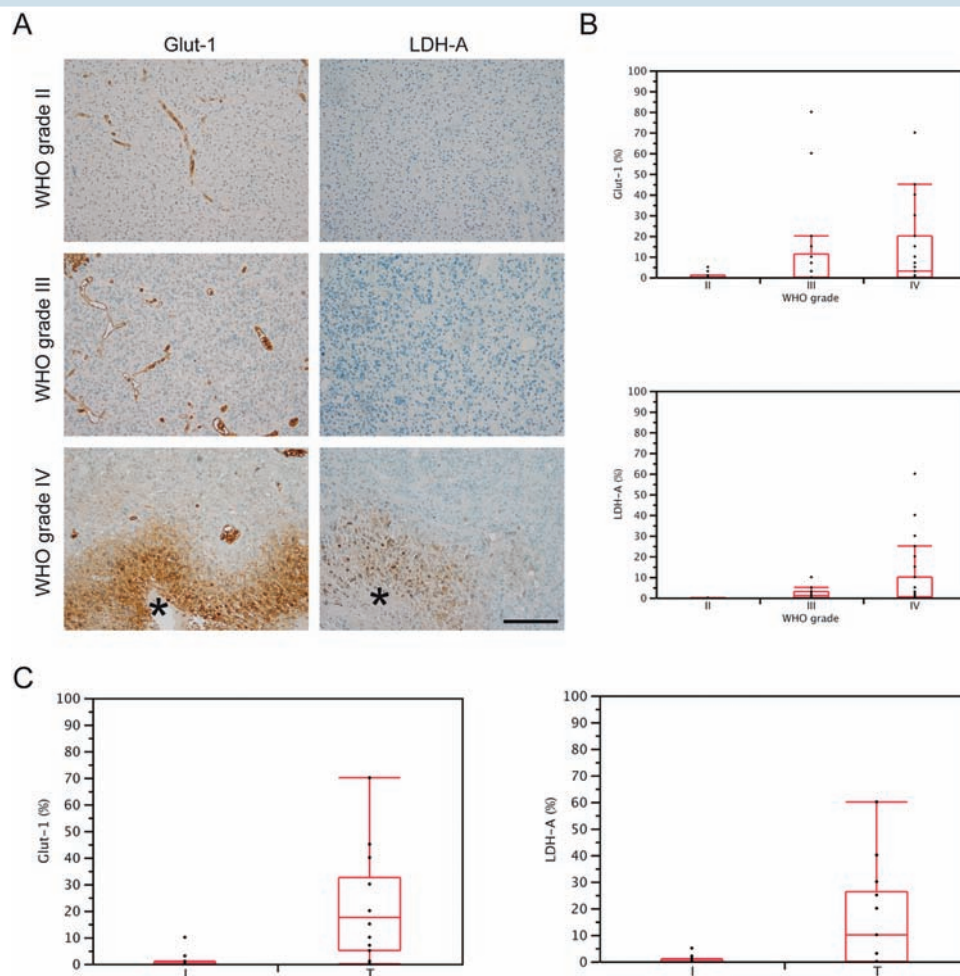 A
Glut-1
LDH-A
WHO grade II
WHO grade III
WHO grade IV
*
*
B
Glut-1 (%)
100
90
80
70
60
50
40
30
20
10
0
II
III
IV
WHO grade
LDH-A (%)
100
90
80
70
60
50
40
30
20
10
0
II
III
IV
WHO grade
C
Glut-1 (%)
100
90
80
70
60
50
40
30
20
10
0
I
T
LDH-A (%)
100
90
80
70
60
50
40
30
20
10
0
I
T